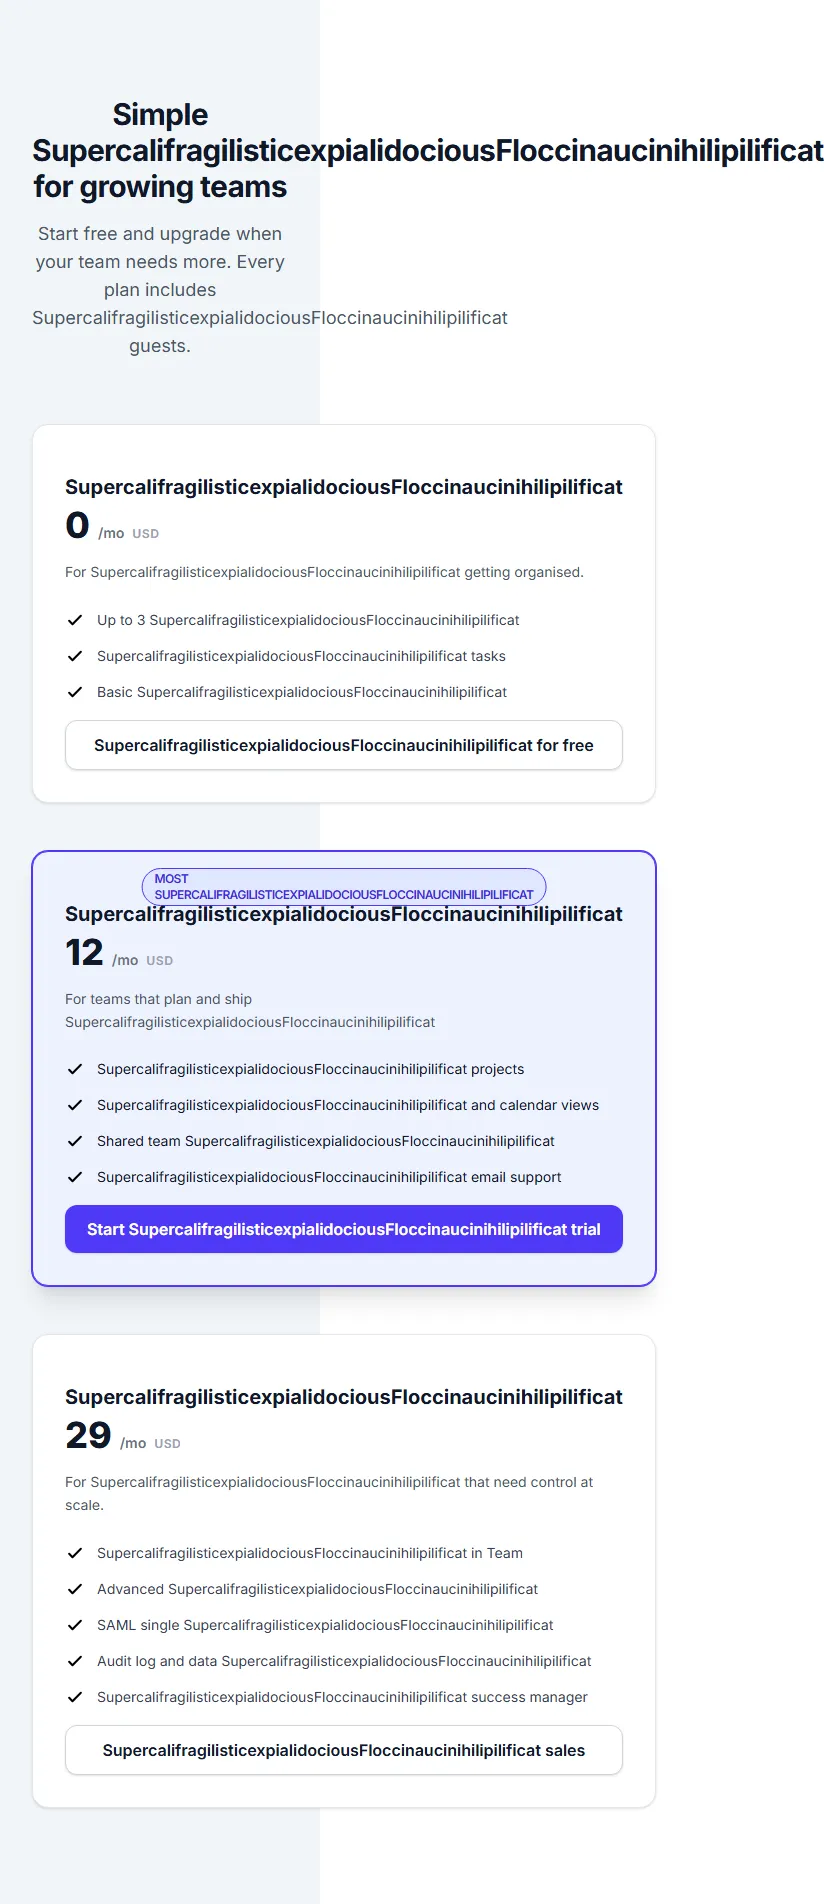 Simple
SupercalifragilisticexpialidociousFloccinaucinihilipilificat
for growing teams
Start free and upgrade when
your team needs more. Every
plan includes
SupercalifragilisticexpialidociousFloccinaucinihilipilificat
guests.
SupercalifragilisticexpialidociousFloccinaucinihilipilificat
0 /mo USD
For SupercalifragilisticexpialidociousFloccinaucinihilipilificat getting organised.
Up to 3 SupercalifragilisticexpialidociousFloccinaucinihilipilificat
SupercalifragilisticexpialidociousFloccinaucinihilipilificat tasks
Basic SupercalifragilisticexpialidociousFloccinaucinihilipilificat
SupercalifragilisticexpialidociousFloccinaucinihilipilificat for free
MOST
SUPERCALIFRAGILISTICEXPIALIDOCIOUSFLOCCINAUCINIHILIPILIFICAT
SupercalifragilisticexpialidociousFloccinaucinihilipilificat
12 /mo USD
For teams that plan and ship
SupercalifragilisticexpialidociousFloccinaucinihilipilificat
SupercalifragilisticexpialidociousFloccinaucinihilipilificat projects
SupercalifragilisticexpialidociousFloccinaucinihilipilificat and calendar views
Shared team SupercalifragilisticexpialidociousFloccinaucinihilipilificat
SupercalifragilisticexpialidociousFloccinaucinihilipilificat email support
Start SupercalifragilisticexpialidociousFloccinaucinihilipilificat trial
SupercalifragilisticexpialidociousFloccinaucinihilipilificat
29 /mo USD
For SupercalifragilisticexpialidociousFloccinaucinihilipilificat that need control at
scale.
SupercalifragilisticexpialidociousFloccinaucinihilipilificat in Team
Advanced SupercalifragilisticexpialidociousFloccinaucinihilipilificat
SAML single SupercalifragilisticexpialidociousFloccinaucinihilipilificat
Audit log and data SupercalifragilisticexpialidociousFloccinaucinihilipilificat
SupercalifragilisticexpialidociousFloccinaucinihilipilificat success manager
SupercalifragilisticexpialidociousFloccinaucinihilipilificat sales